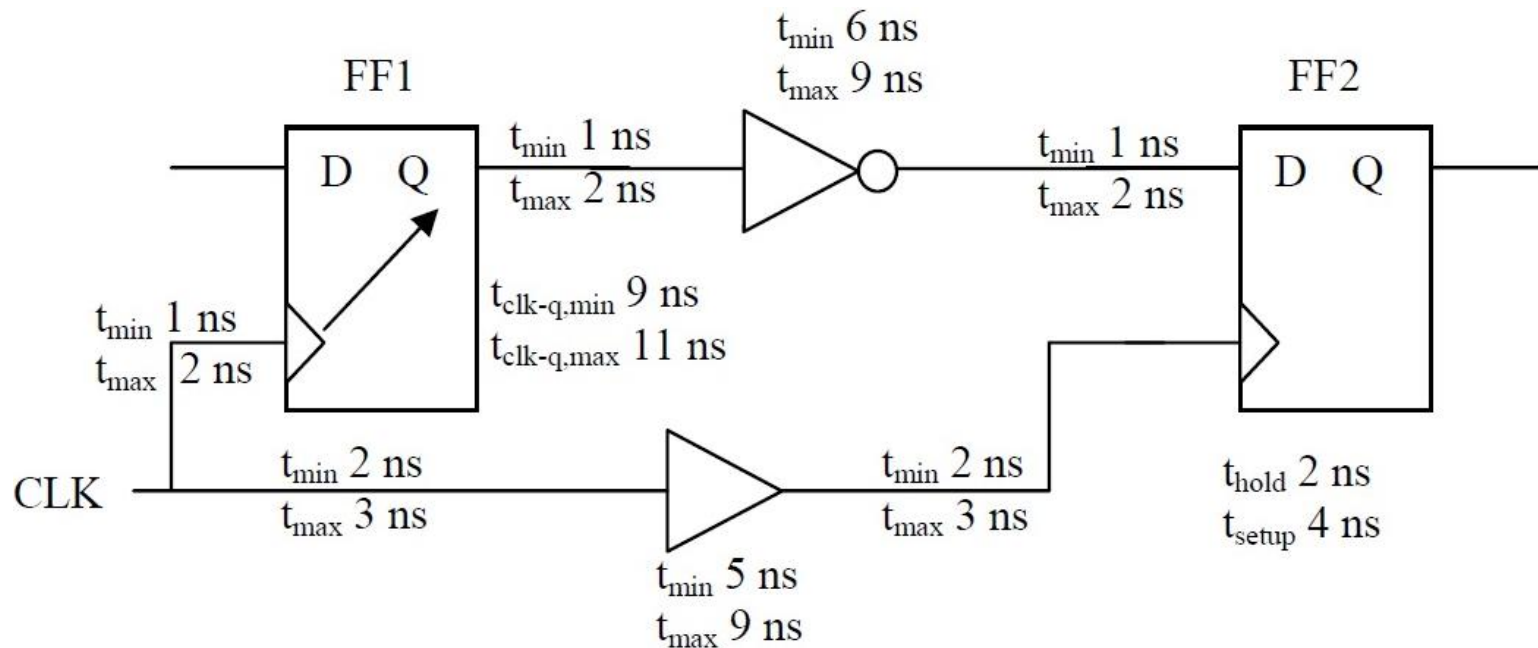 t_min 6 ns
t_max 9 ns
FF1
FF2
t_min 1 ns
t_max 2 ns
t_min 1 ns
t_max 2 ns
D Q
D Q
t_clk-q,min 9 ns
t_clk-q,max 11 ns
t_min 1 ns
t_max 2 ns
CLK
t_min 2 ns
t_max 3 ns
t_min 2 ns
t_max 3 ns
t_hold 2 ns
t_setup 4 ns
t_min 5 ns
t_max 9 ns